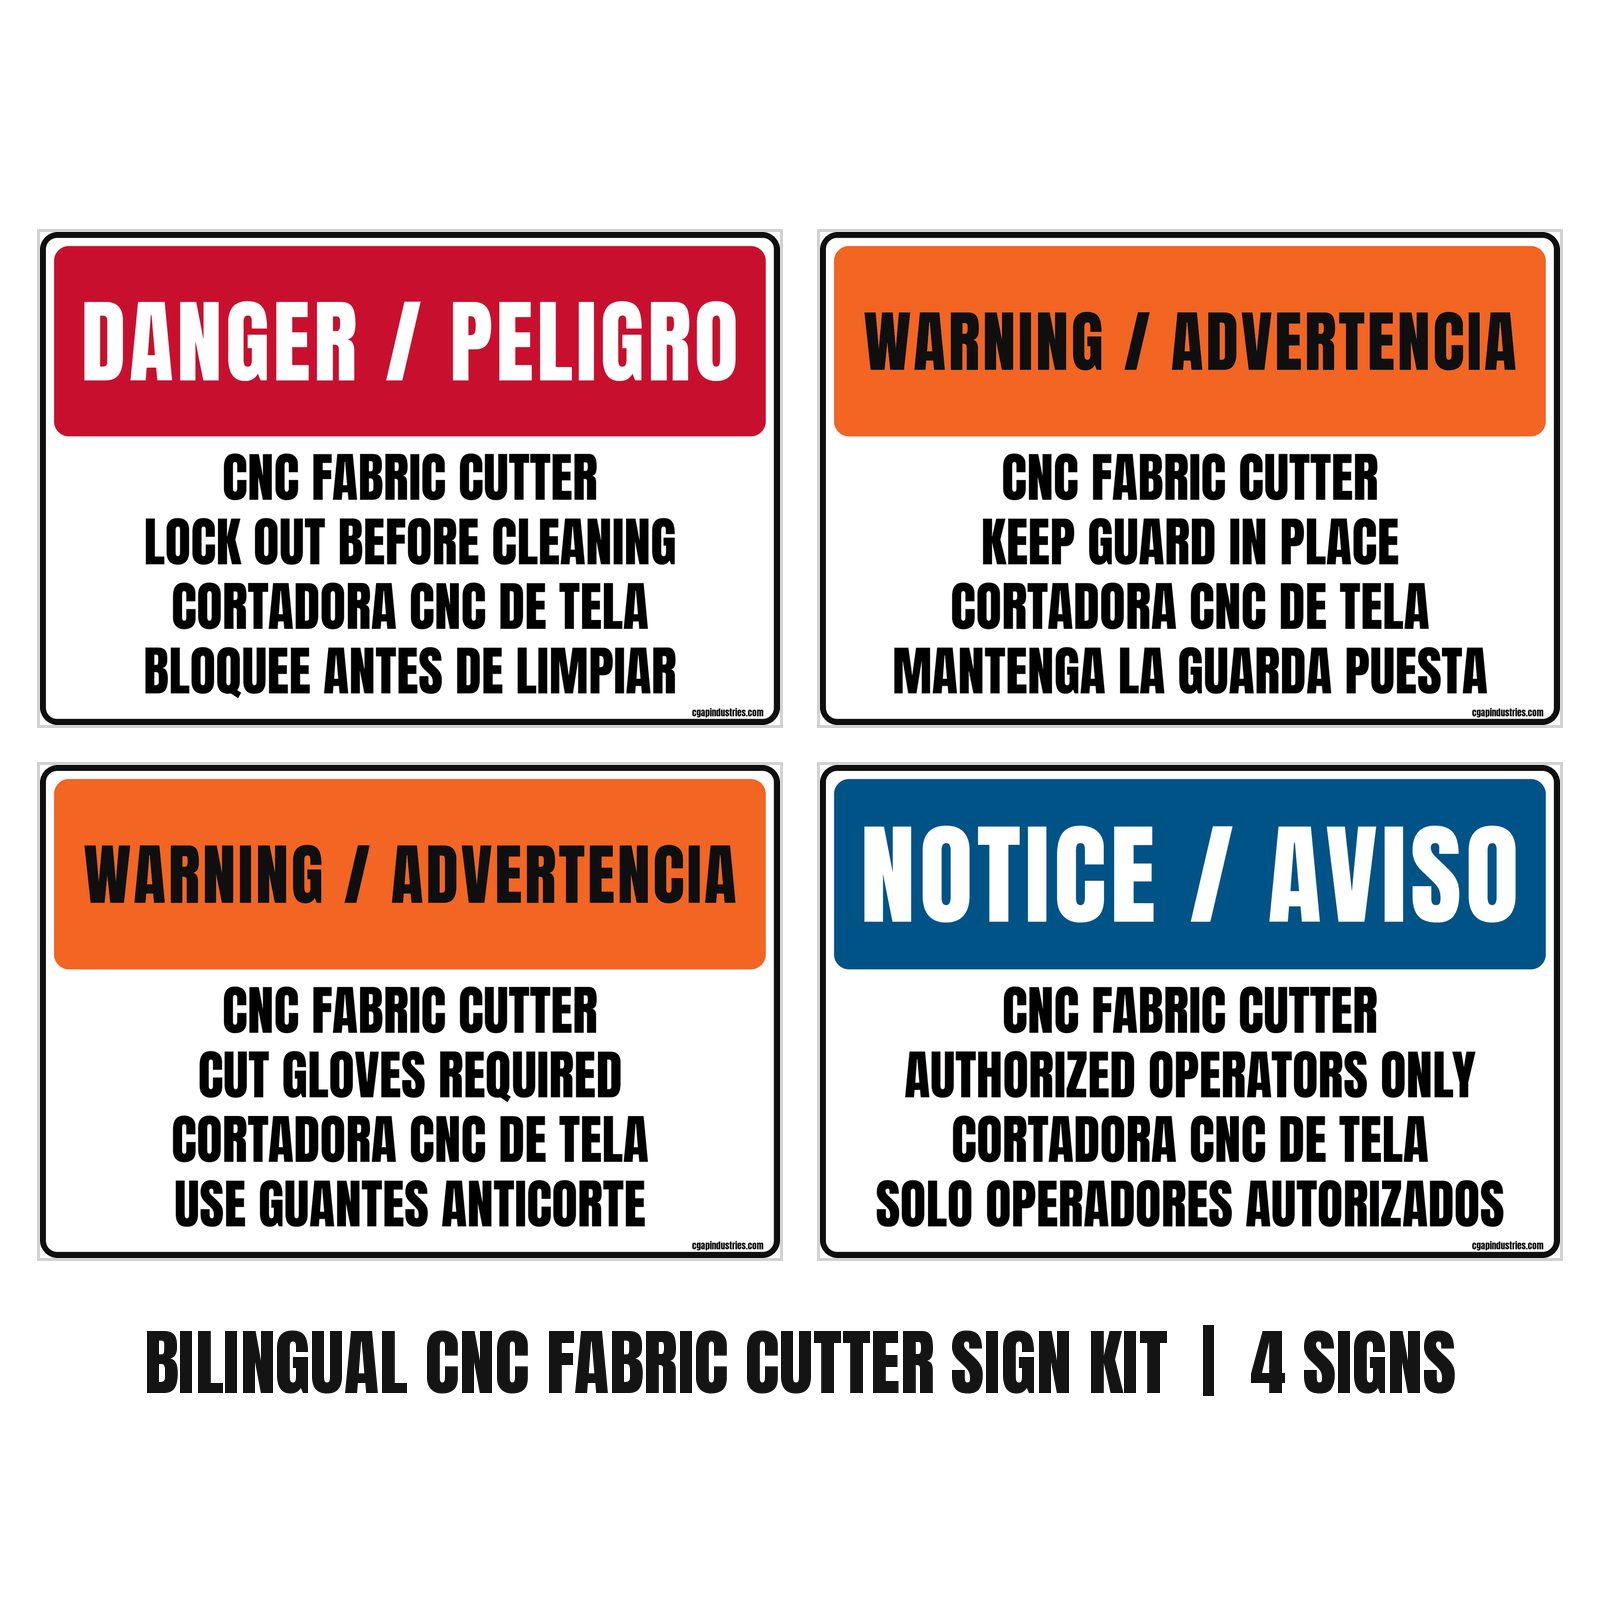 DANGER / PELIGRO
CNC FABRIC CUTTER
LOCK OUT BEFORE CLEANING
CORTADORA CNC DE TELA
BLOQUEE ANTES DE LIMPIAR
cgapindustries.com
WARNING / ADVERTENCIA
CNC FABRIC CUTTER
KEEP GUARD IN PLACE
CORTADORA CNC DE TELA
MANTENGA LA GUARDA PUESTA
cgapindustries.com
WARNING / ADVERTENCIA
CNC FABRIC CUTTER
CUT GLOVES REQUIRED
CORTADORA CNC DE TELA
USE GUANTES ANTICORTE
cgapindustries.com
NOTICE / AVISO
CNC FABRIC CUTTER
AUTHORIZED OPERATORS ONLY
CORTADORA CNC DE TELA
SOLO OPERADORES AUTORIZADOS
cgapindustries.com
BILINGUAL CNC FABRIC CUTTER SIGN KIT | 4 SIGNS